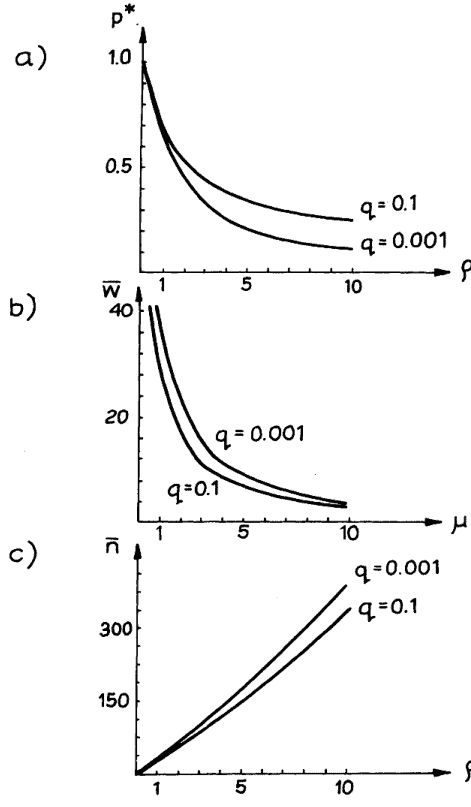 a)
p*
1.0
0.5
q = 0.1
q = 0.001
1 5 10 ρ
b)
w̅
40
20
q = 0.001
q = 0.1
1 5 10 μ
c)
n̅
300
150
q = 0.001
q = 0.1
1 5 10 ρ